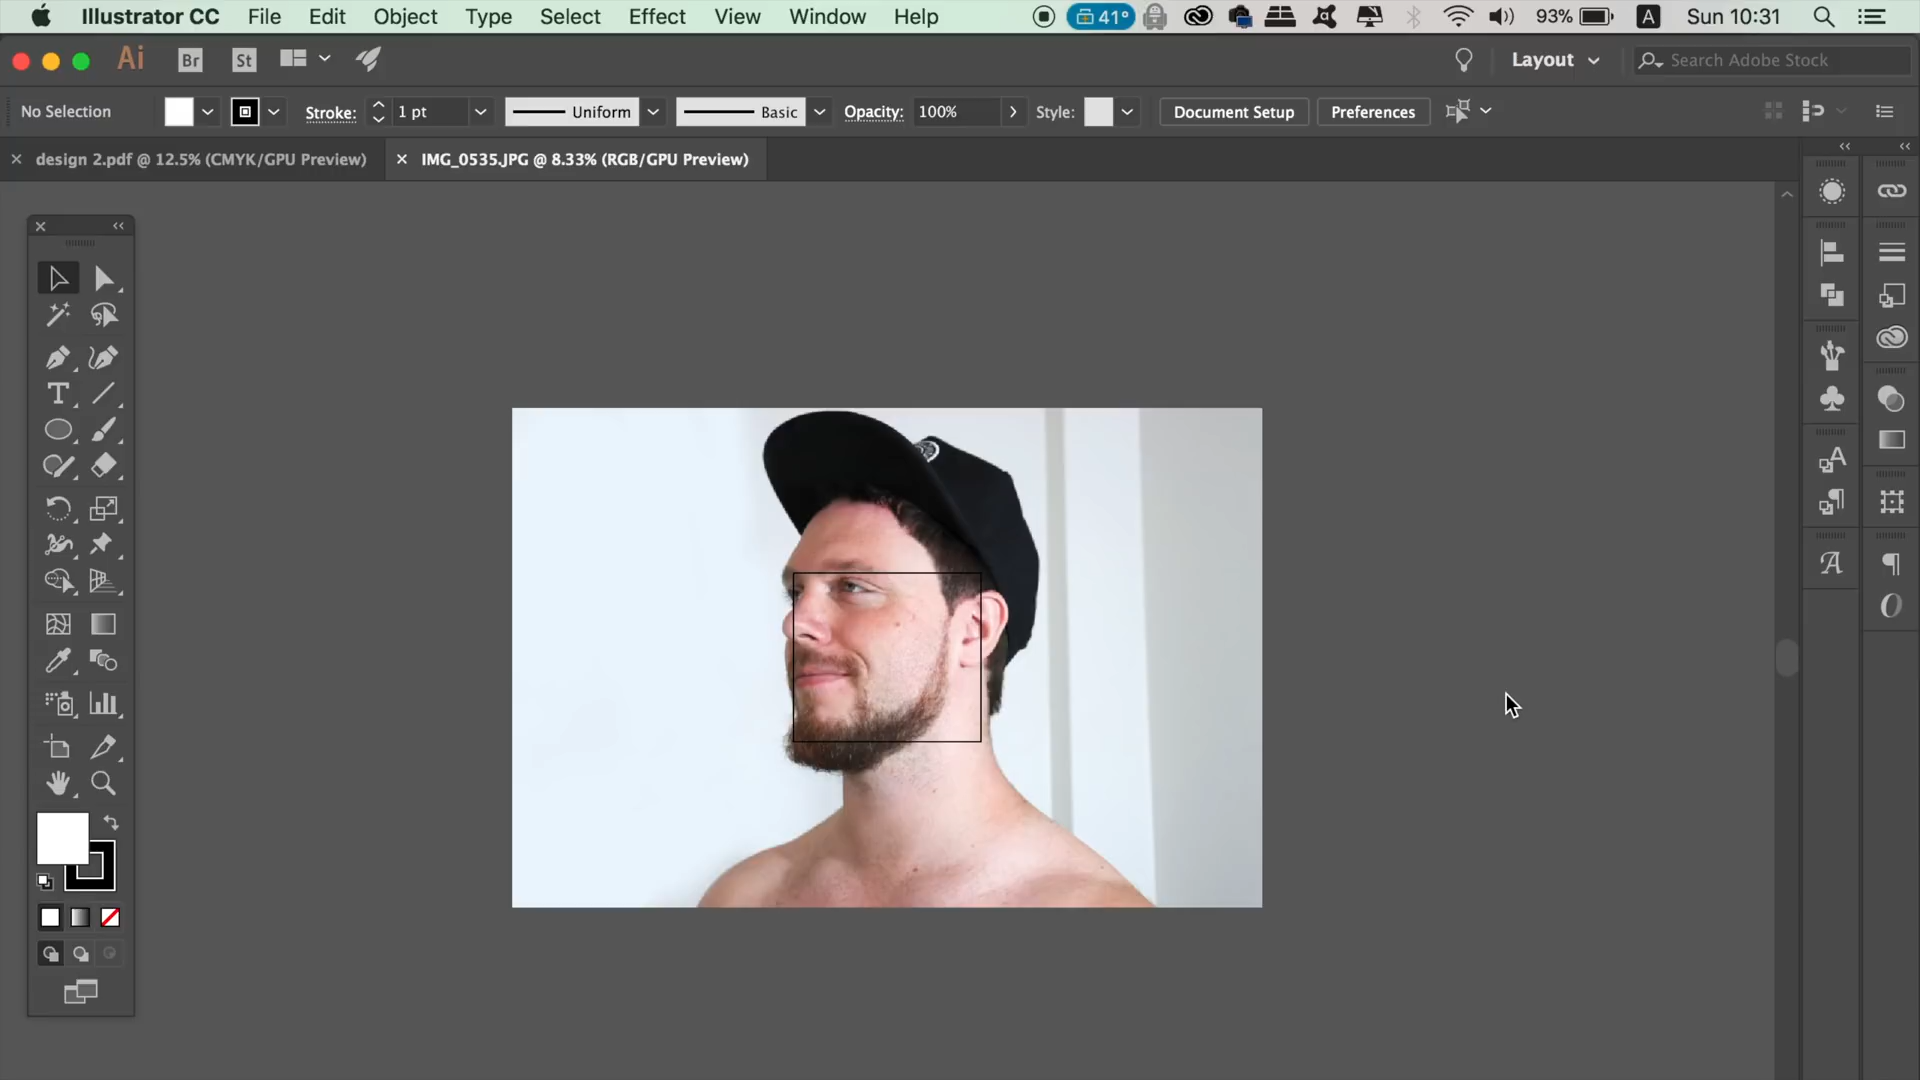 Illustrator CC File Edit Object Type Select Effect View Window Help 41° 93% A Sun 10:31
Ai Br St Layout Search Adobe Stock
No Selection Stroke: 1 pt Uniform Basic Opacity: 100% Style: Document Setup Preferences
design 2.pdf @ 12.5% (CMYK/GPU Preview) IMG_0535.JPG @ 8.33% (RGB/GPU Preview)